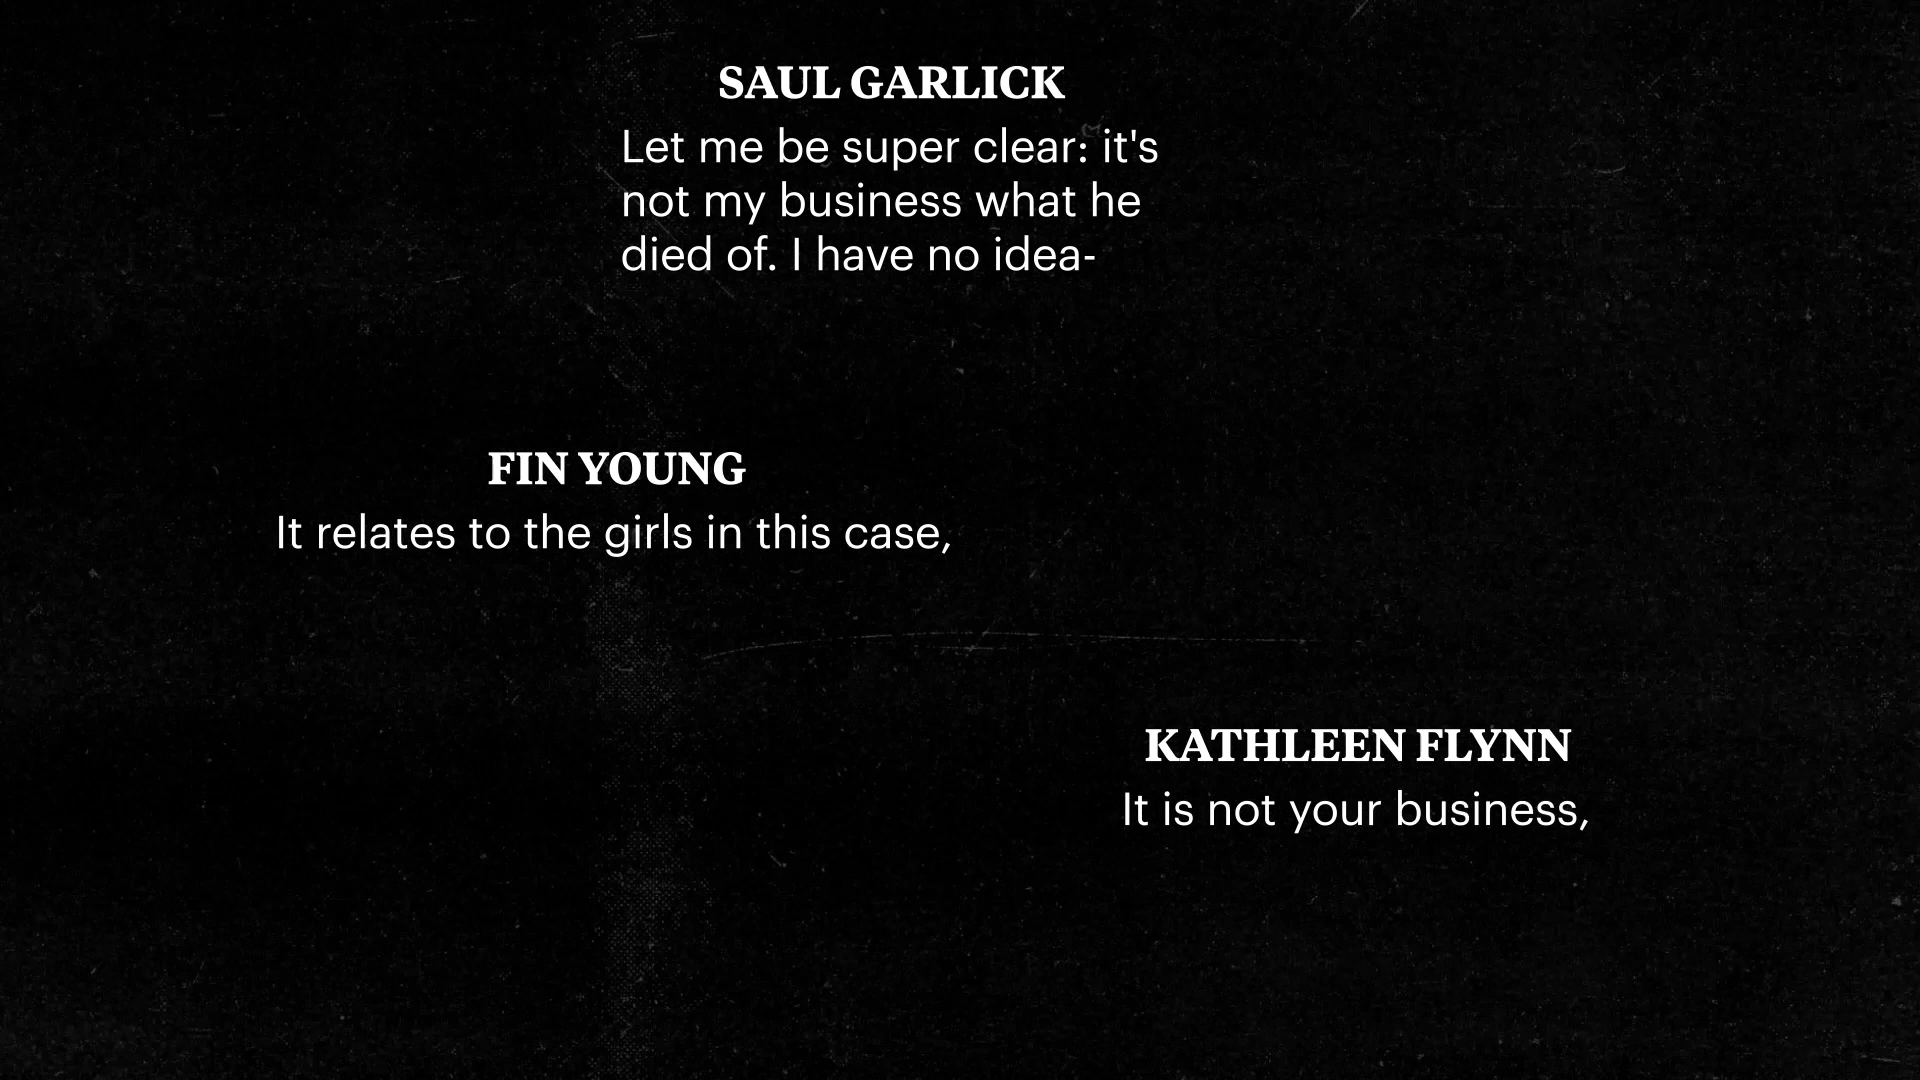 SAUL GARLICK
Let me be super clear: it's
not my business what he
died of. I have no idea-
FIN YOUNG
It relates to the girls in this case,
KATHLEEN FLYNN
It is not your business,